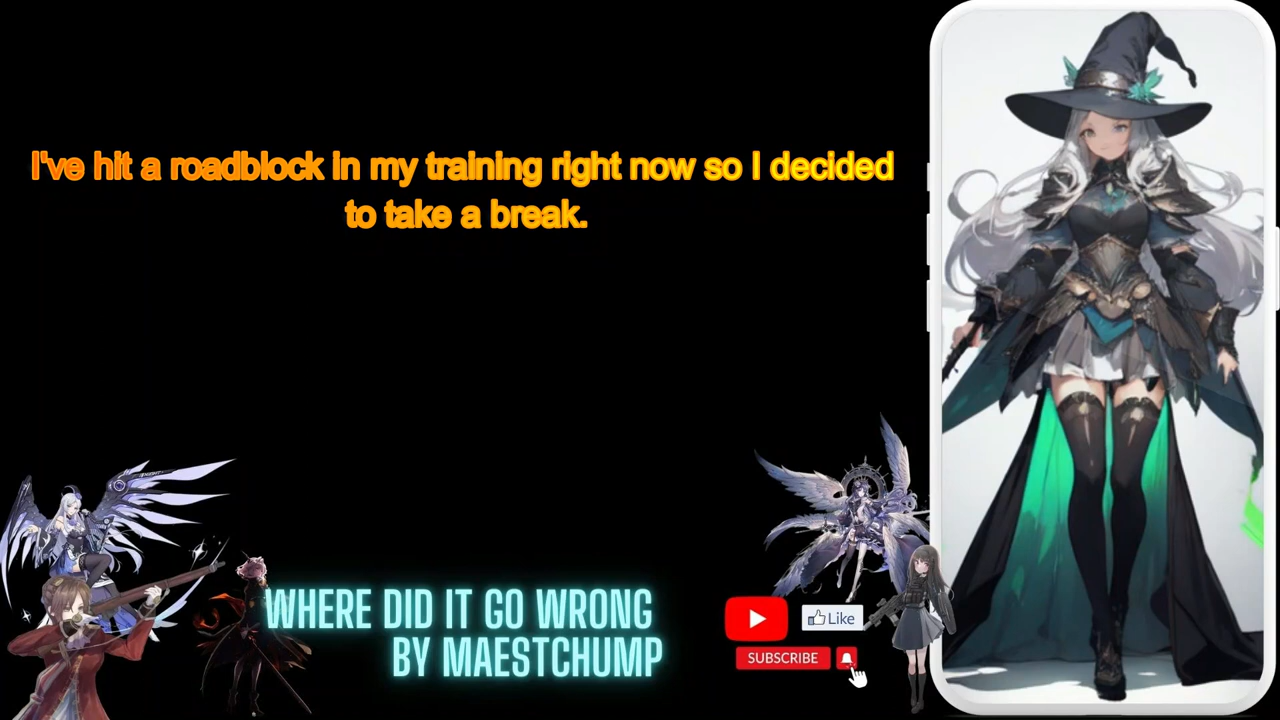 I've hit a roadblock in my training right now so I decided
to take a break.
WHERE DID IT GO WRONG
BY MAESTCHUMP
Like
SUBSCRIBE